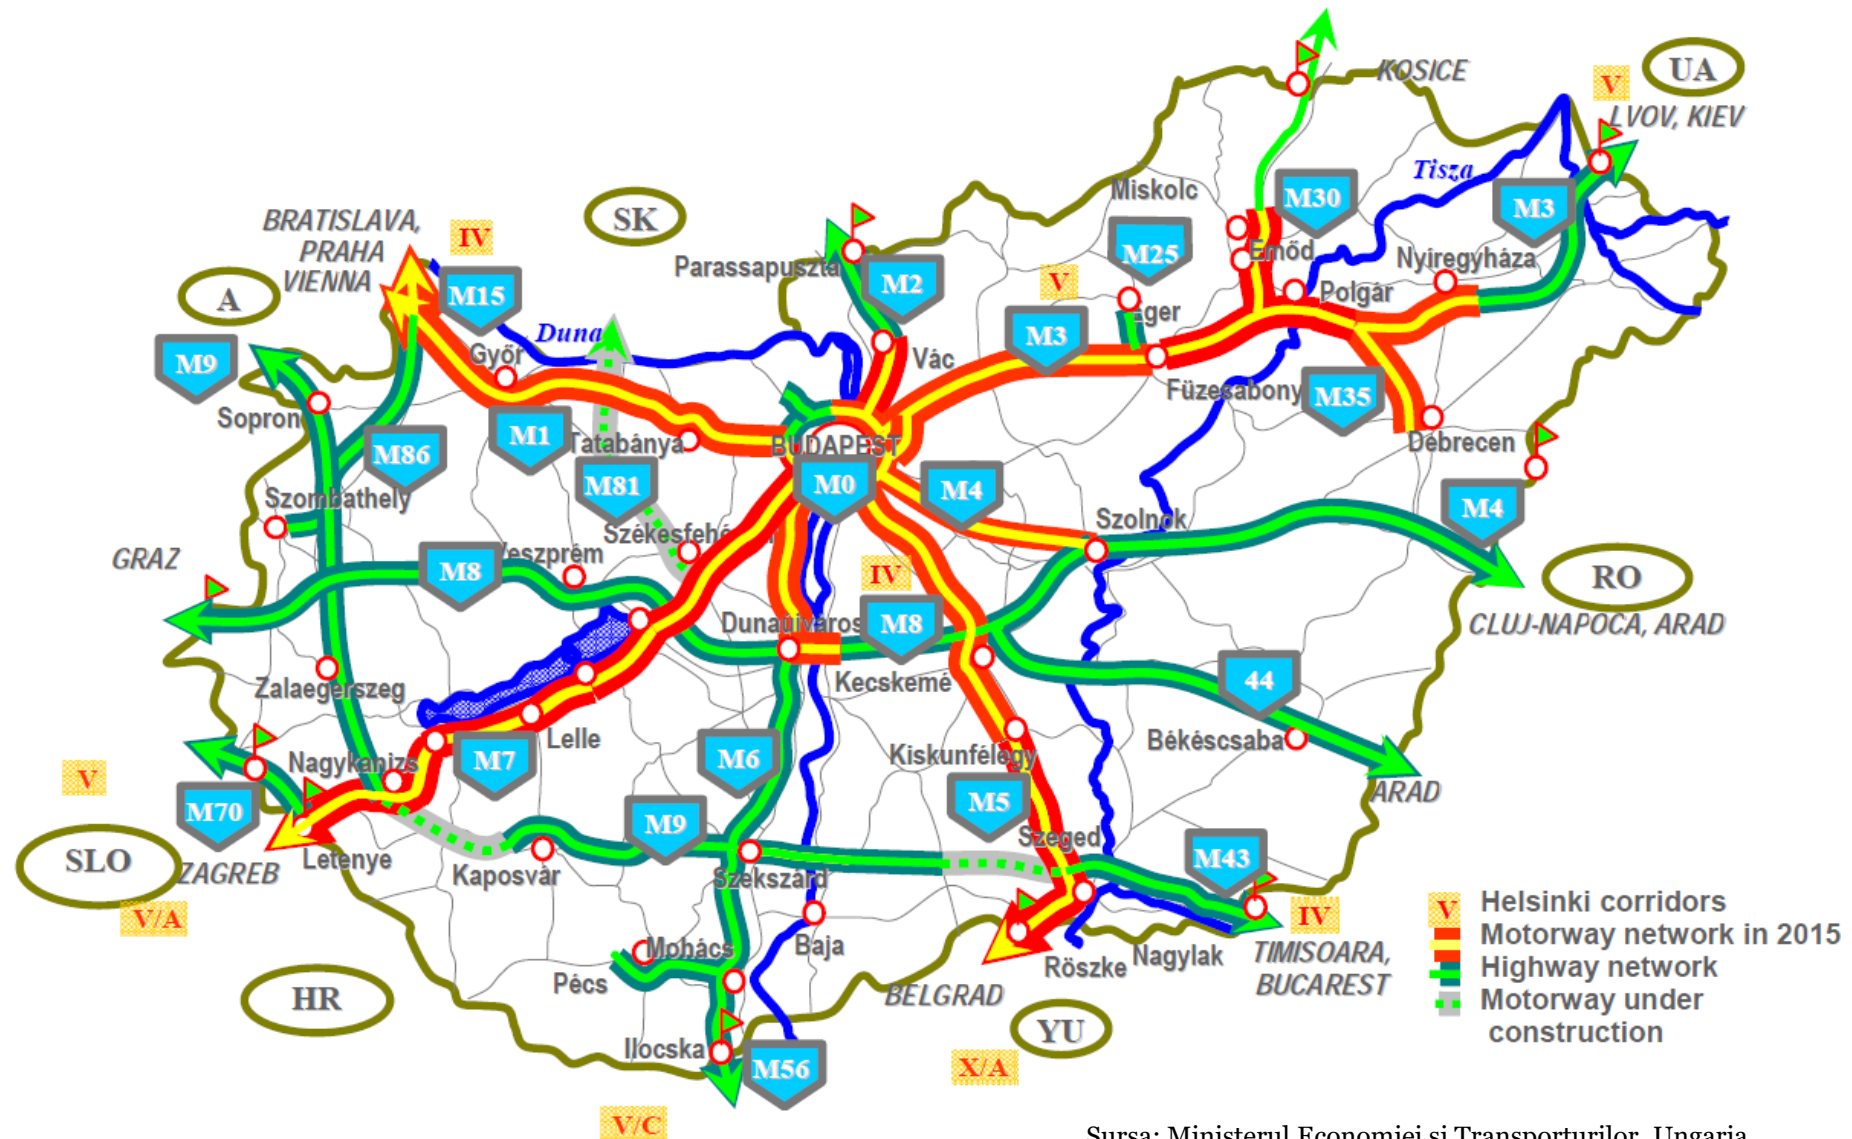 KOSICE
UA
V
LVOV, KIEV
Tisza
Miskolc
M30
M3
SK
BRATISLAVA,
PRAHA
VIENNA
IV
M25
Emőd
Nyíregyháza
Parassapuszta
M2
V
A
M15
Polgár
Duna
Eger
M3
M9
Győr
Vác
Füzesabony
M35
Sopron
M86
M1
Tatabánya
BUDAPEST
Debrecen
M81
M0
M4
M4
Szombathely
Szolnok
GRAZ
Veszprém
M8
IV
RO
Dunaújváros
M8
CLUJ-NAPOCA, ARAD
Zalaegerszeg
Kecskemé
44
Lelle
Békéscsaba
Nagykanizs
M7
M6
Kiskunfélegy
V
M70
M5
ARAD
M9
Szeged
SLO
Letenye
ZAGREB
Kaposvár
Szekszárd
M43
V/A
IV
Mohács
Baja
Nagylak
TIMISOARA,
BUCAREST
Pécs
Röszke
BELGRAD
HR
YU
Ilocska
M56
X/A
V/C
V Helsinki corridors
Motorway network in 2015
Highway network
Motorway under
construction
Sursa: Ministerul Economiei si Transporturilor, Ungaria